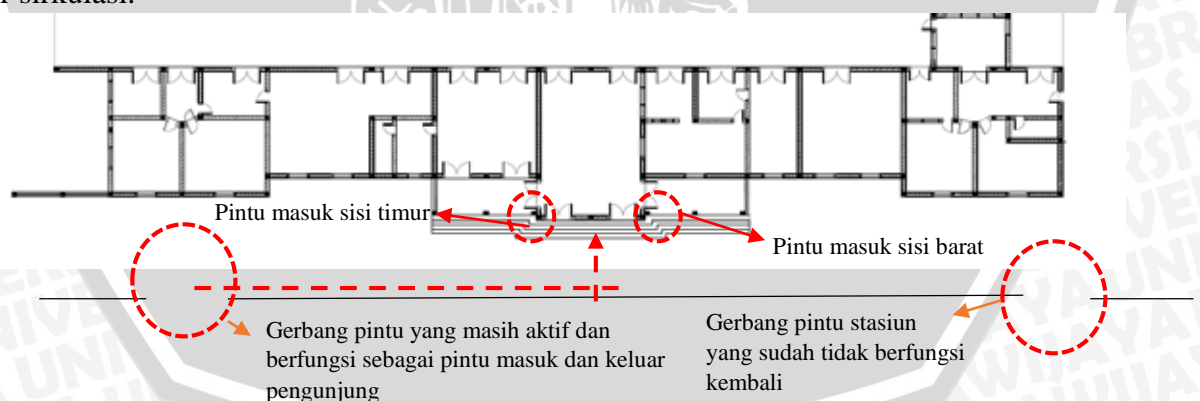 sirkulasi.
Pintu masuk sisi timur
Pintu masuk sisi barat
Gerbang pintu yang masih aktif dan
berfungsi sebagai pintu masuk dan keluar
pengunjung
Gerbang pintu stasiun
yang sudah tidak berfungsi
kembali